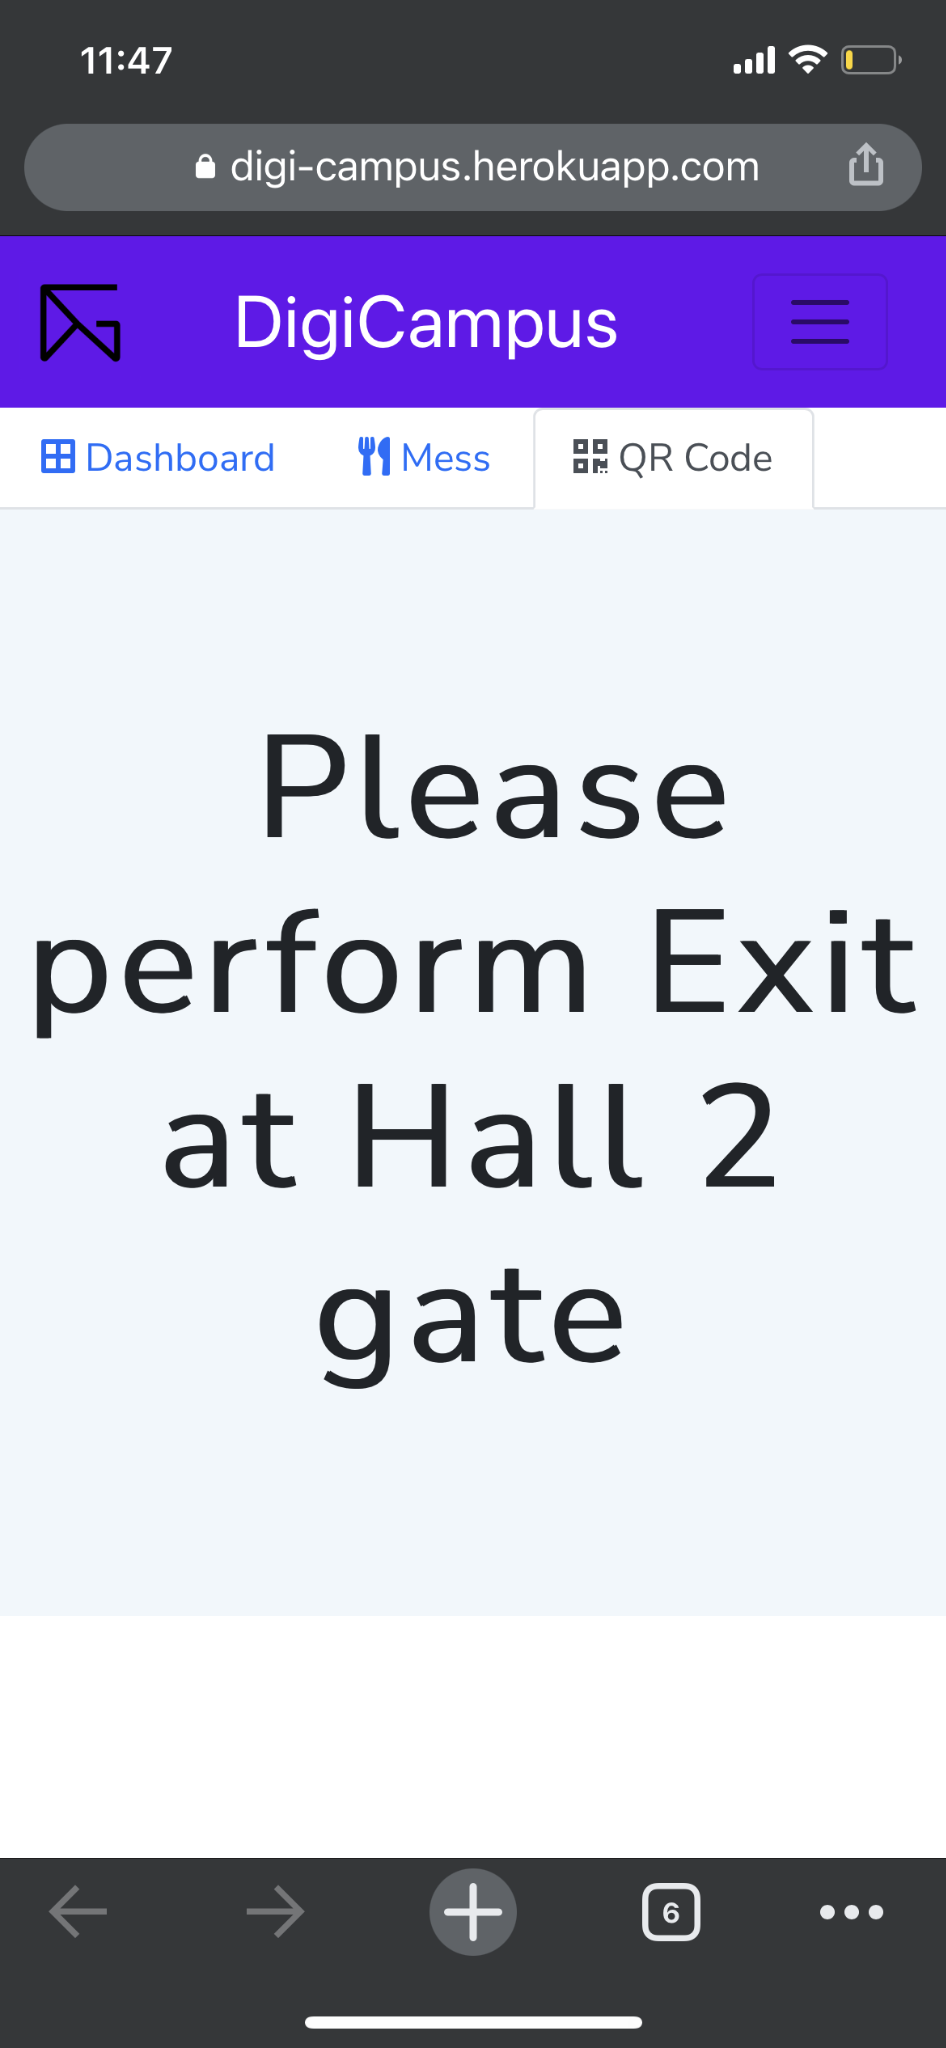 11:47
digi-campus.herokuapp.com
DigiCampus
Dashboard Mess QR Code
Please
perform Exit
at Hall 2
gate
6